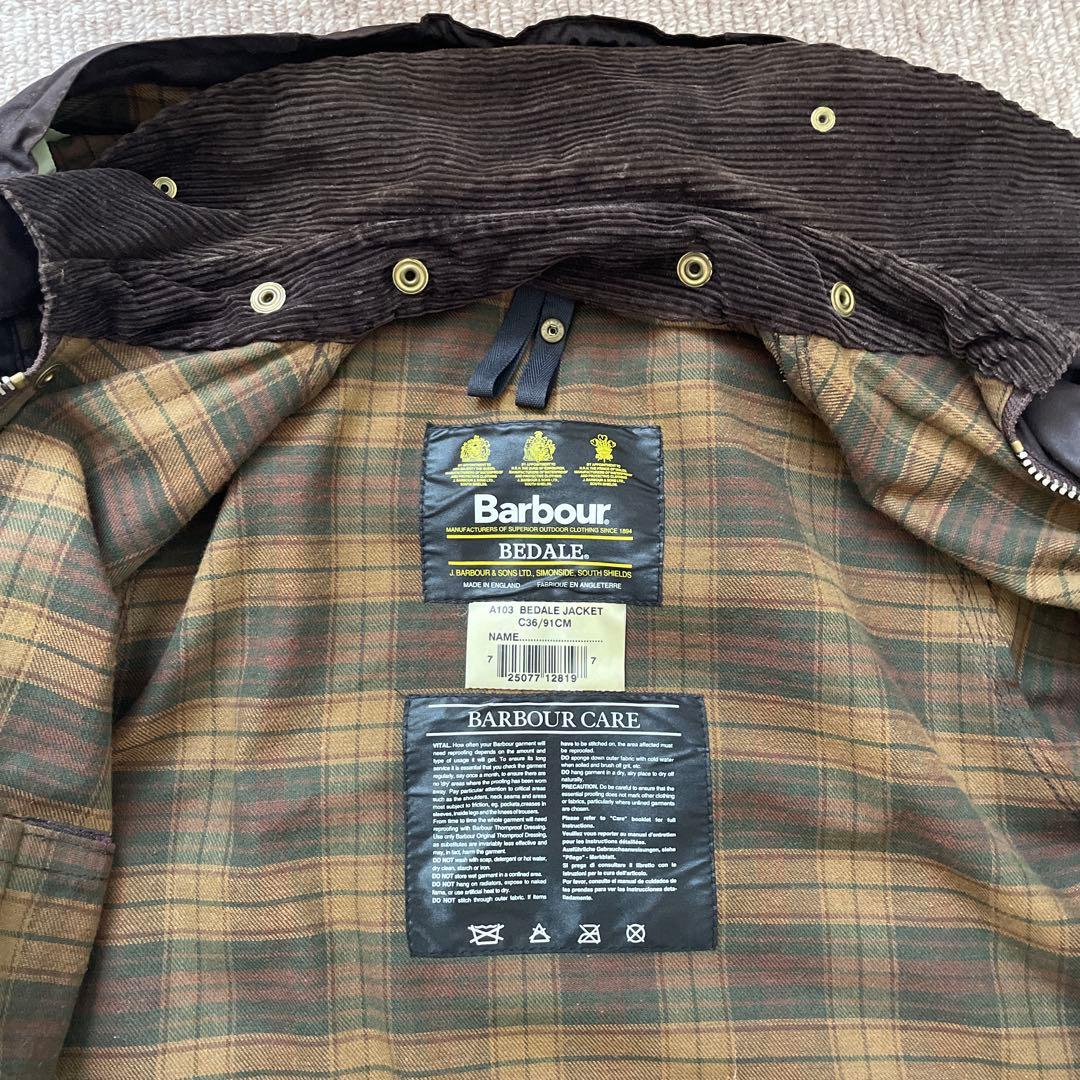 BY APPOINTMENT TO
H.R.H. THE DUKE OF EDINBURGH
WATERPROOF
AND PROTECTIVE CLOTHING
J. BARBOUR & SONS LTD.
SOUTH SHIELDS.
Barbour®
MANUFACTURERS OF SUPERIOR OUTDOOR CLOTHING SINCE 1894
BEDALE®
J. BARBOUR & SONS LTD., SIMONSIDE, SOUTH SHIELDS
MADE IN ENGLAND FABRIQUE EN ANGLETERRE
A103 BEDALE JACKET
C36/91CM
NAME............................
7 25077 12819 7
BARBOUR CARE
VITAL. How often your Barbour garment will
need reproofing depends on the amount and
type of usage it will get. To ensure its long
service it is essential that you check the garment
regularly, say once a month, to ensure there are
no 'dry' areas where the proofing has been worn
away. Pay particular attention to critical areas
such as the shoulders, neck seams and areas
most subject to friction, eg. pockets, creases in
sleeves, inside legs and the knees of trousers.
From time to time the whole garment will need
reproofing with Barbour Thornproof Dressing.
Use only Barbour Original Thornproof Dressing,
as substitutes are invariably less effective and
may, in fact, harm the garment.
DO NOT wash with soap, detergent or hot water,
dry clean, starch or iron.
DO NOT store wet garment in a confined area.
DO NOT hang on radiators, expose to naked
flame, or use artificial heat to dry.
DO NOT stitch through outer fabric. If items
have to be stitched on, the area affected must
be reproofed.
DO sponge down outer fabric with cold water
when soiled and brush off grit, etc.
DO hang garment in a dry, airy place to dry off
naturally.
PRECAUTION. Do be careful to ensure that the
essential proofing does not mark other clothing
or fabrics, particularly where unlined garments
are chosen.
Please refer to "Care" booklet for full
instructions.
Veuillez vous reporter au manuel d'entretien
pour les instructions détaillées.
Ausführliche Gebrauchsanweisungen, siehe
"Pflege" - Merkblatt.
Si prega di consultare il libretto con le
istruzioni per la cura dell'articolo.
Por favor, consulte el manual de cuidados de
las prendas para ver las instrucciones deta-
lladamente.